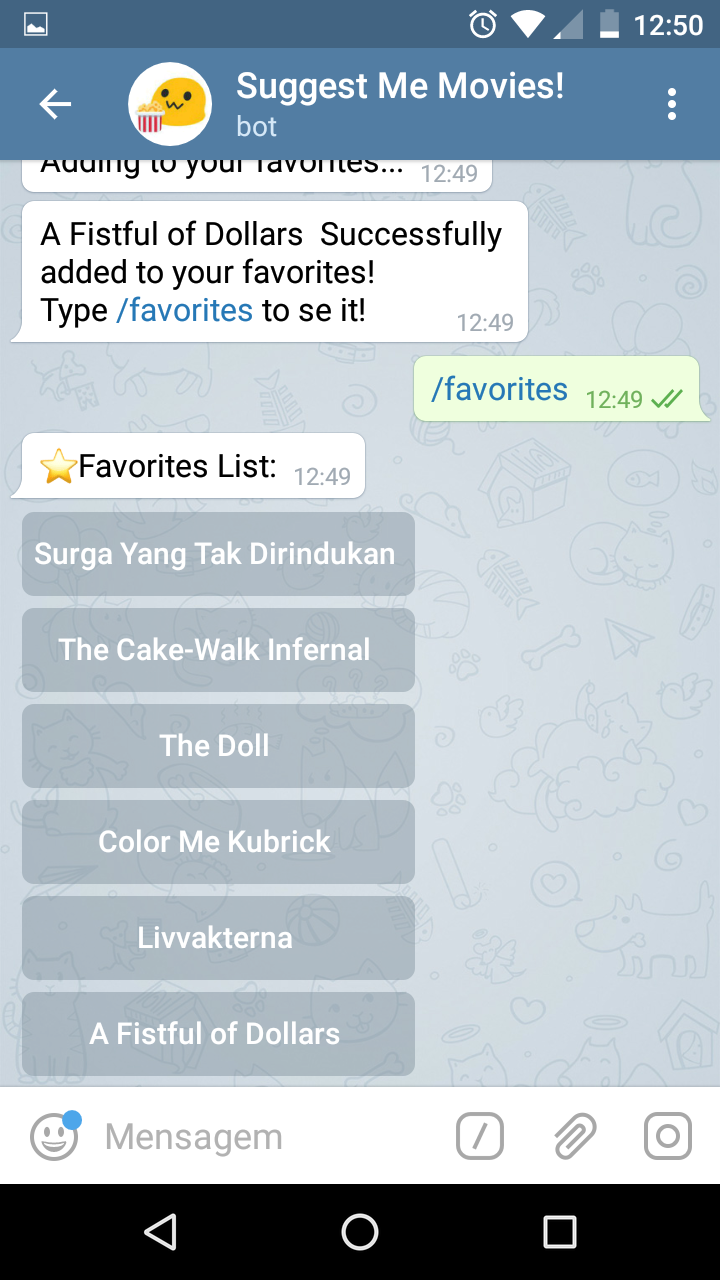 12:50
Suggest Me Movies!
bot
Adding to your favorites... 12:49
A Fistful of Dollars  Successfully
added to your favorites!
Type /favorites to se it! 12:49
/favorites 12:49
⭐Favorites List: 12:49
Surga Yang Tak Dirindukan
The Cake-Walk Infernal
The Doll
Color Me Kubrick
Livvakterna
A Fistful of Dollars
Mensagem